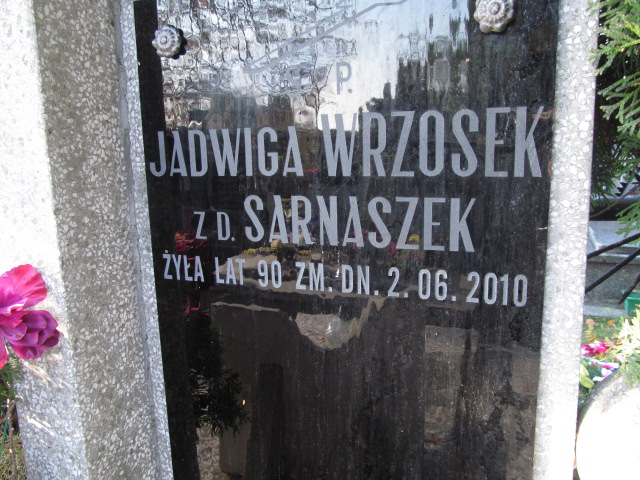 P.
JADWIGA WRZOSEK
Z D. SARNASZEK
ŻYŁA LAT 90 ZM. DN. 2. 06. 2010